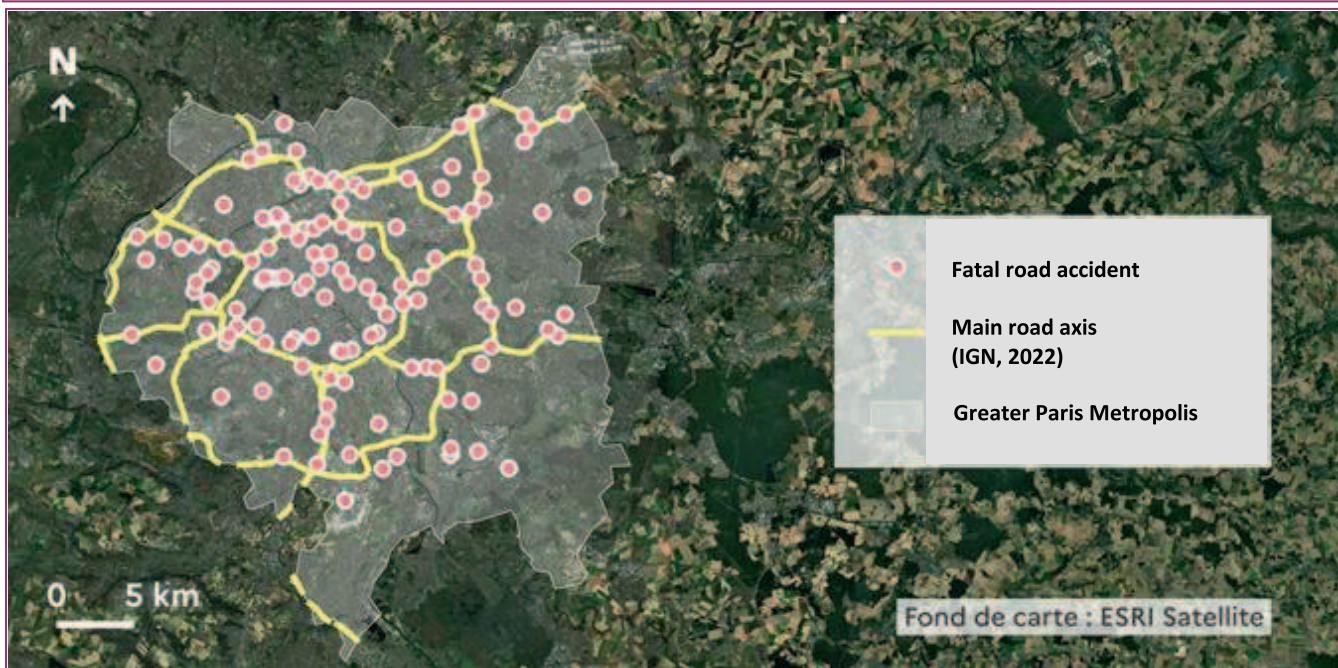 N
Fatal road accident
Main road axis
(IGN, 2022)
Greater Paris Metropolis
0 5 km
Fond de carte : ESRI Satellite